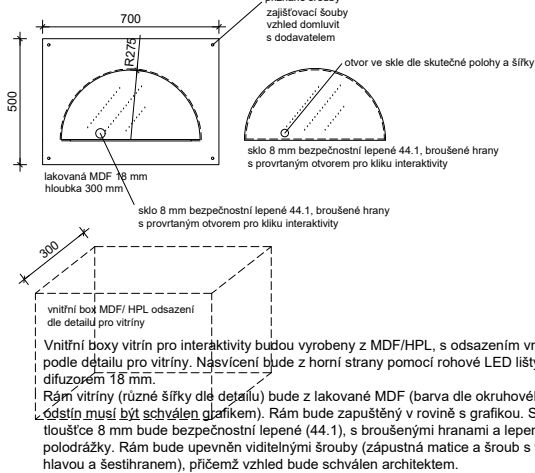 700
zajišťovací šouby
vzhled domluvit
s dodavatelem
R275
500
otvor ve skle dle skutečné polohy a šířky
sklo 8 mm bezpečnostní lepené 44.1, broušené hrany
s provrtaným otvorem pro kliku interaktivity
lakovaná MDF 18 mm
hloubka 300 mm
sklo 8 mm bezpečnostní lepené 44.1, broušené hrany
s provrtaným otvorem pro kliku interaktivity
300
vnitřní box MDF/ HPL odsazení
dle detailu pro vitríny
Vnitřní boxy vitrín pro interaktivity budou vyrobeny z MDF/HPL, s odsazením
podle detailu pro vitríny. Nasvícení bude z horní strany pomocí rohové LED lišty
difuzorem 18 mm.
Rám vitríny (různé šířky dle detailu) bude z lakované MDF (barva dle
odstín musí být schválen grafikem). Rám bude zapuštěný v rovině s grafikou.
tloušťce 8 mm bude bezpečnostní lepené (44.1), s broušenými hranami a
polodrážky. Rám bude upevněn viditelnými šrouby (zápustná matice a šroub s
hlavou a šestihranem), přičemž vzhled bude schválen architektem.